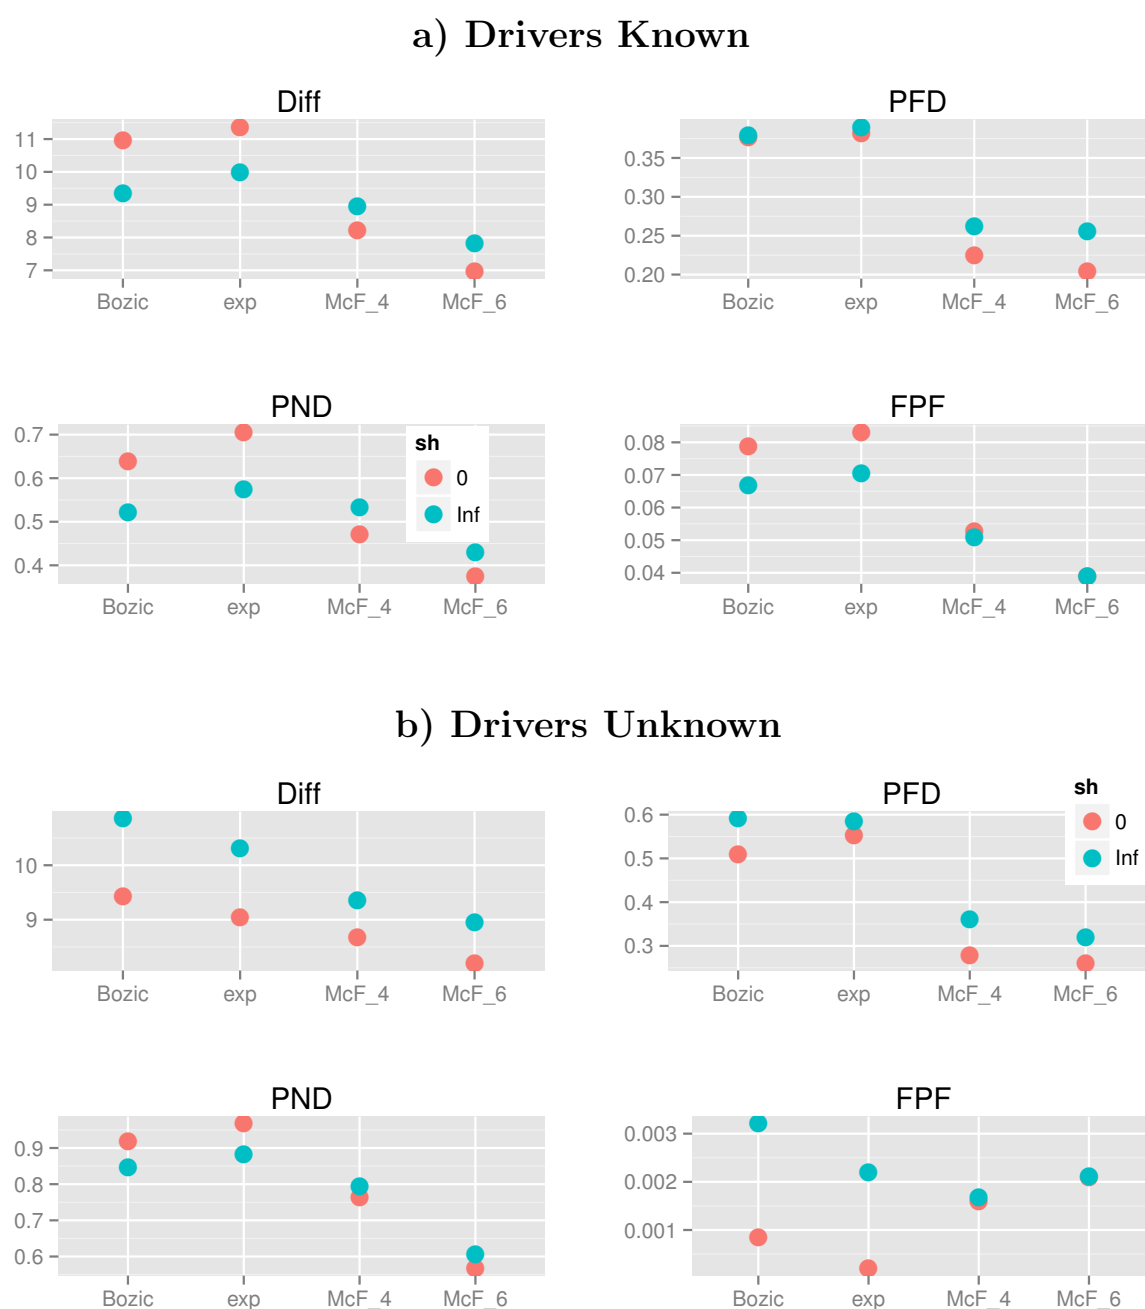 a) Drivers Known
Diff
11
10
9
8
7
Bozic exp McF_4 McF_6
PFD
0.35
0.30
0.25
0.20
Bozic exp McF_4 McF_6
PND
0.7
0.6
0.5
0.4
sh
0
Inf
Bozic exp McF_4 McF_6
FPF
0.08
0.07
0.06
0.05
0.04
Bozic exp McF_4 McF_6
b) Drivers Unknown
Diff
10
9
Bozic exp McF_4 McF_6
PFD
0.6
0.5
0.4
0.3
sh
0
Inf
Bozic exp McF_4 McF_6
PND
0.9
0.8
0.7
0.6
Bozic exp McF_4 McF_6
FPF
0.003
0.002
0.001
Bozic exp McF_4 McF_6